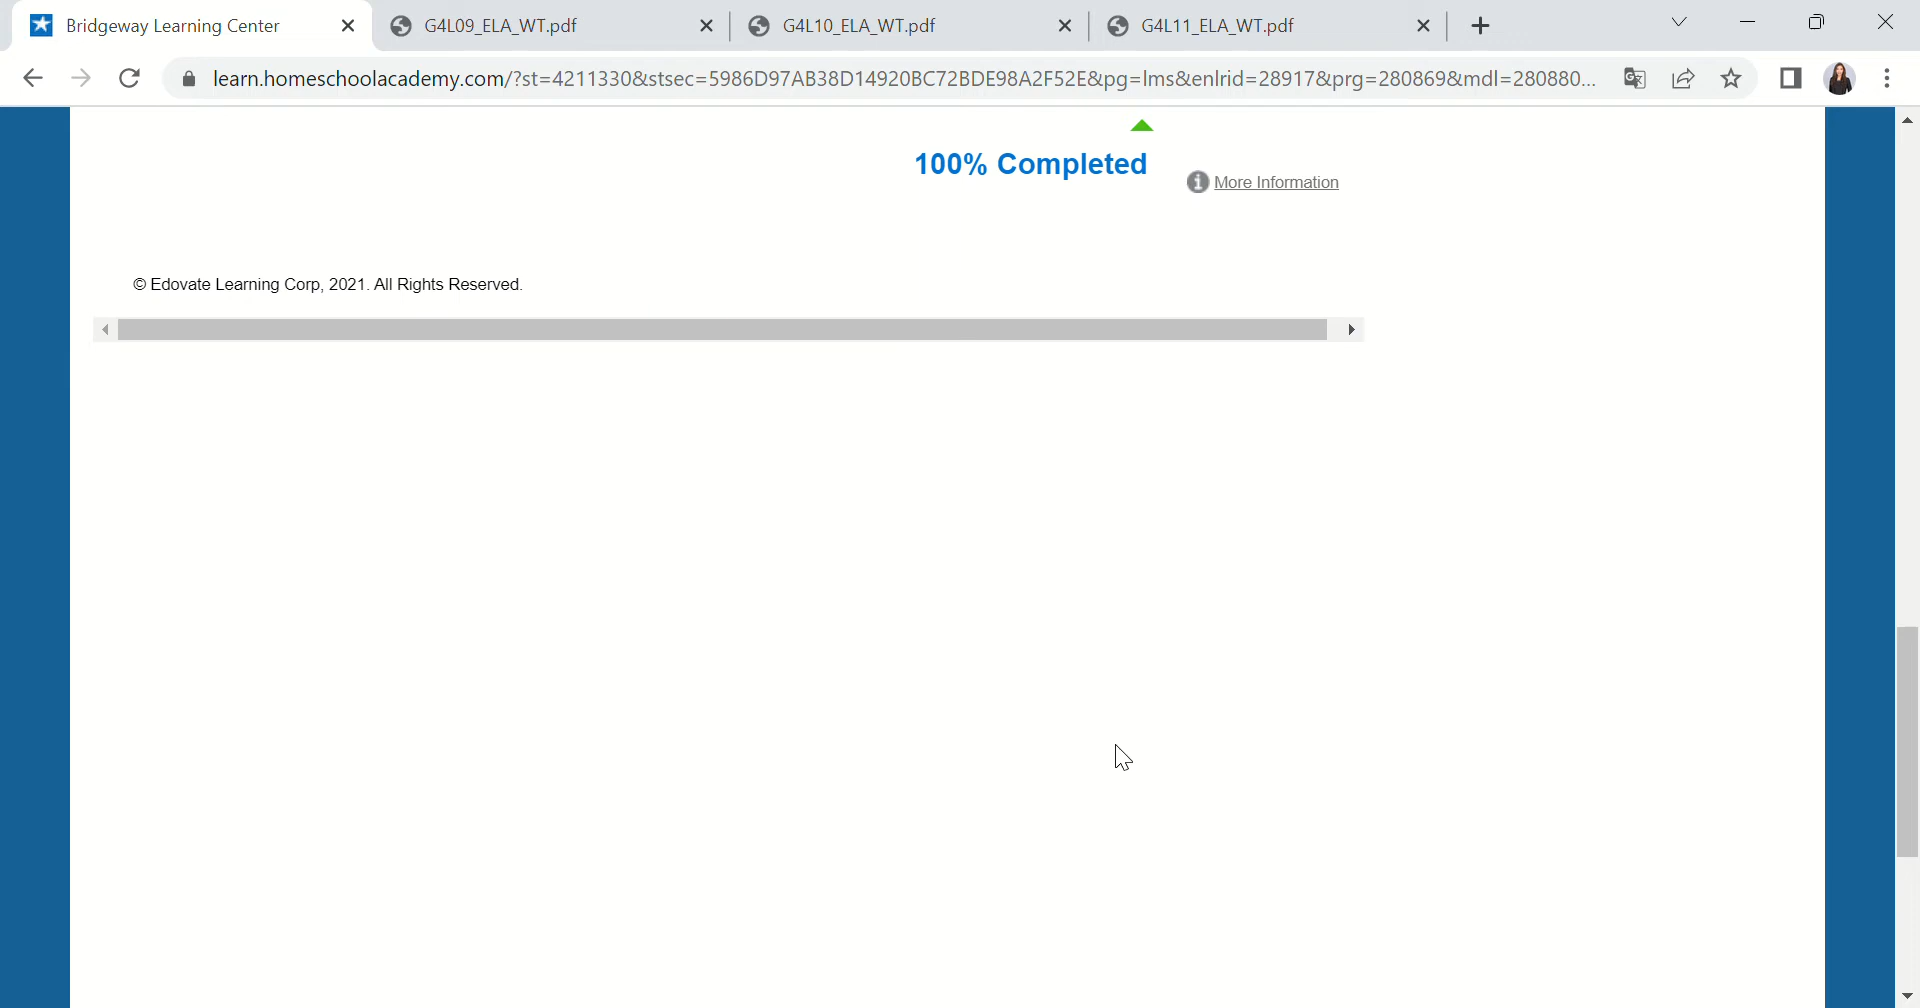 Bridgeway Learning Center
G4L09_ELA_WT.pdf
G4L10_ELA_WT.pdf
G4L11_ELA_WT.pdf
learn.homeschoolacademy.com/?st=4211330&stsec=5986D97AB38D14920BC72BDE98A2F52E&pg=lms&enlrid=28917&prg=280869&mdl=280880...
100% Completed
More Information
© Edovate Learning Corp, 2021. All Rights Reserved.